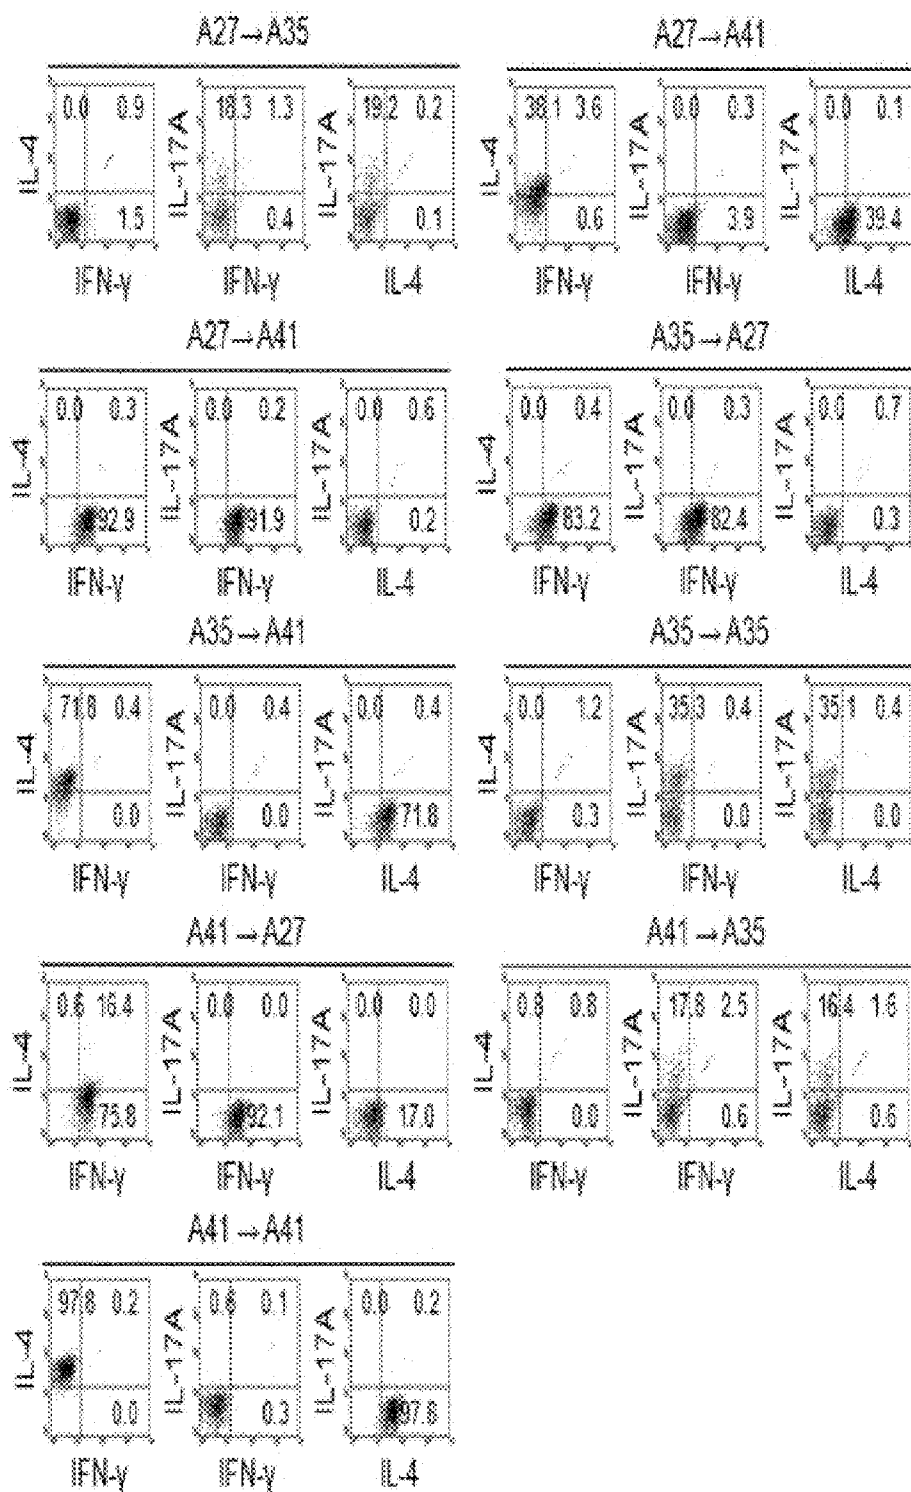 A27→A35
A27→A41
IL-4 0.0 0.9 1.5 IFN-γ
IL-17A 18.3 1.3 0.4 IFN-γ
IL-17A 19.2 0.2 0.1 IL-4
IL-4 38.1 3.6 0.6 IFN-γ
IL-17A 0.0 0.3 3.9 IFN-γ
IL-17A 0.0 0.1 39.4 IL-4
A27→A41
A35→A27
IL-4 0.0 0.3 92.9 IFN-γ
IL-17A 0.0 0.2 91.9 IFN-γ
IL-17A 0.0 0.6 0.2 IL-4
IL-4 0.0 0.4 83.2 IFN-γ
IL-17A 0.0 0.3 82.4 IFN-γ
IL-17A 0.0 0.7 0.3 IL-4
A35→A41
A35→A35
IL-4 71.8 0.4 0.0 IFN-γ
IL-17A 0.0 0.4 0.0 IFN-γ
IL-17A 0.0 0.4 71.8 IL-4
IL-4 0.0 1.2 0.3 IFN-γ
IL-17A 35.3 0.4 0.0 IFN-γ
IL-17A 35.1 0.4 0.0 IL-4
A41→A27
A41→A35
IL-4 0.6 16.4 75.8 IFN-γ
IL-17A 0.0 0.0 92.1 IFN-γ
IL-17A 0.0 0.0 17.0 IL-4
IL-4 0.8 0.8 0.0 IFN-γ
IL-17A 17.8 2.5 0.6 IFN-γ
IL-17A 16.4 1.6 0.6 IL-4
A41→A41
IL-4 97.8 0.2 0.0 IFN-γ
IL-17A 0.6 0.1 0.3 IFN-γ
IL-17A 0.0 0.2 97.8 IL-4